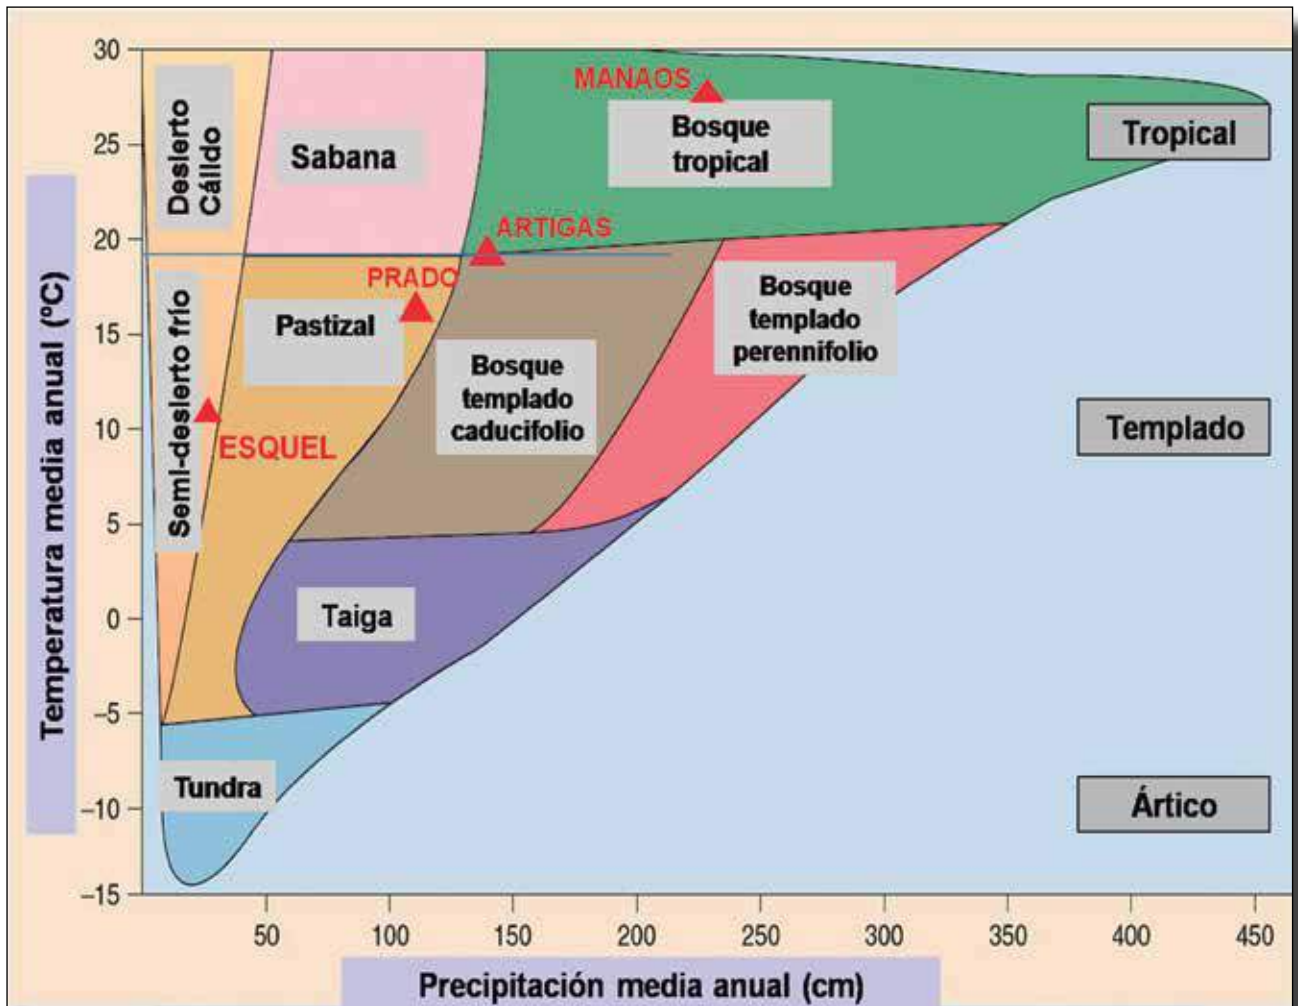 30
25
20
15
10
5
0
−5
−10
−15
Temperatura media anual (ºC)
Desierto
Cálido
Sabana
MANAOS
Bosque
tropical
Tropical
ARTIGAS
PRADO
Semi-desierto frío
Pastizal
Bosque
templado
perennifolio
Bosque
templado
caducifolio
ESQUEL
Templado
Taiga
Tundra
Ártico
50
100
150
200
250
300
350
400
450
Precipitación media anual (cm)